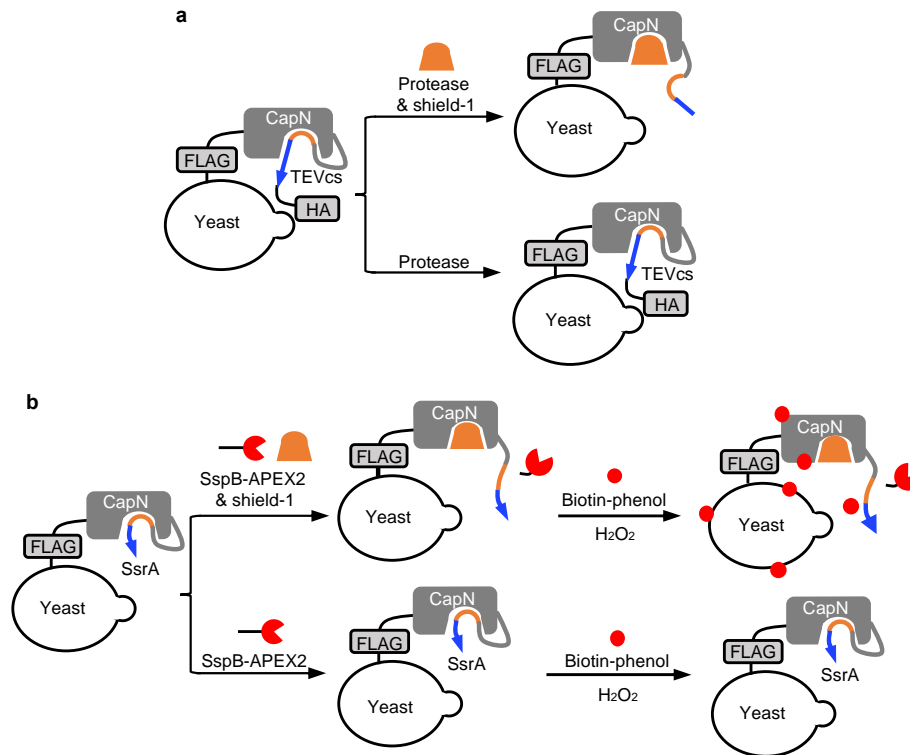 a
CapN
FLAG
TEVcs
HA
Yeast
Protease
& shield-1
CapN
FLAG
Yeast
Protease
CapN
FLAG
TEVcs
HA
Yeast
b
CapN
FLAG
SsrA
Yeast
SspB-APEX2
& shield-1
CapN
FLAG
Yeast
Biotin-phenol
H2O2
CapN
FLAG
Yeast
SspB-APEX2
CapN
FLAG
SsrA
Yeast
Biotin-phenol
H2O2
CapN
FLAG
SsrA
Yeast